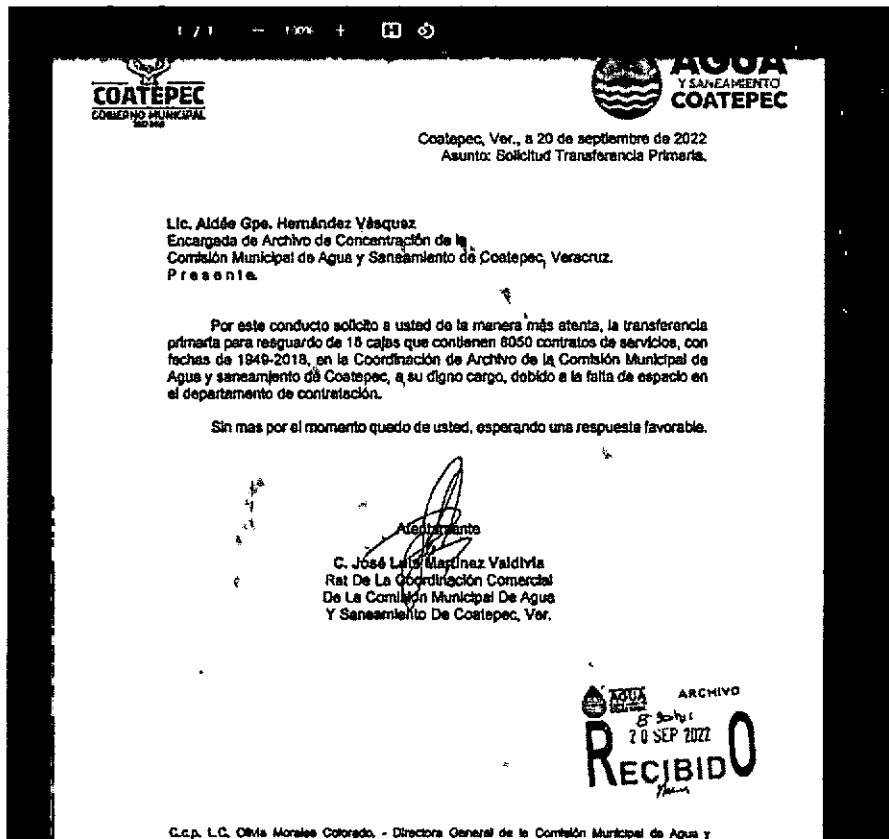 1 / 1 — 100% +
COATEPEC
GOBIERNO MUNICIPAL
AGUA
Y SANEAMIENTO
COATEPEC
Coatepec, Ver., a 20 de septiembre de 2022
Asunto: Solicitud Transferencia Primaria.
Lic. Aldée Gpe. Hernández Vásquez
Encargada de Archivo de Concentración de la
Comisión Municipal de Agua y Saneamiento de Coatepec, Veracruz.
P r e s e n t e.
Por este conducto solicito a usted de la manera más atenta, la transferencia
primaria para resguardo de 18 cajas que contienen 8050 contratos de servicios, con
fechas de 1949-2018, en la Coordinación de Archivo de la Comisión Municipal de
Agua y saneamiento de Coatepec, a su digno cargo, debido a la falta de espacio en
el departamento de contratación.
Sin mas por el momento quedo de usted, esperando una respuesta favorable.
Atentamente
C. José Luis Martínez Valdivia
Rat De La Coordinación Comercial
De La Comisión Municipal De Agua
Y Saneamiento De Coatepec, Ver.
AGUA ARCHIVO
20 SEP 2022
RECIBIDO
C.c.p. L.C. Olivia Morales Colorado. - Directora General de la Comisión Municipal de Agua y